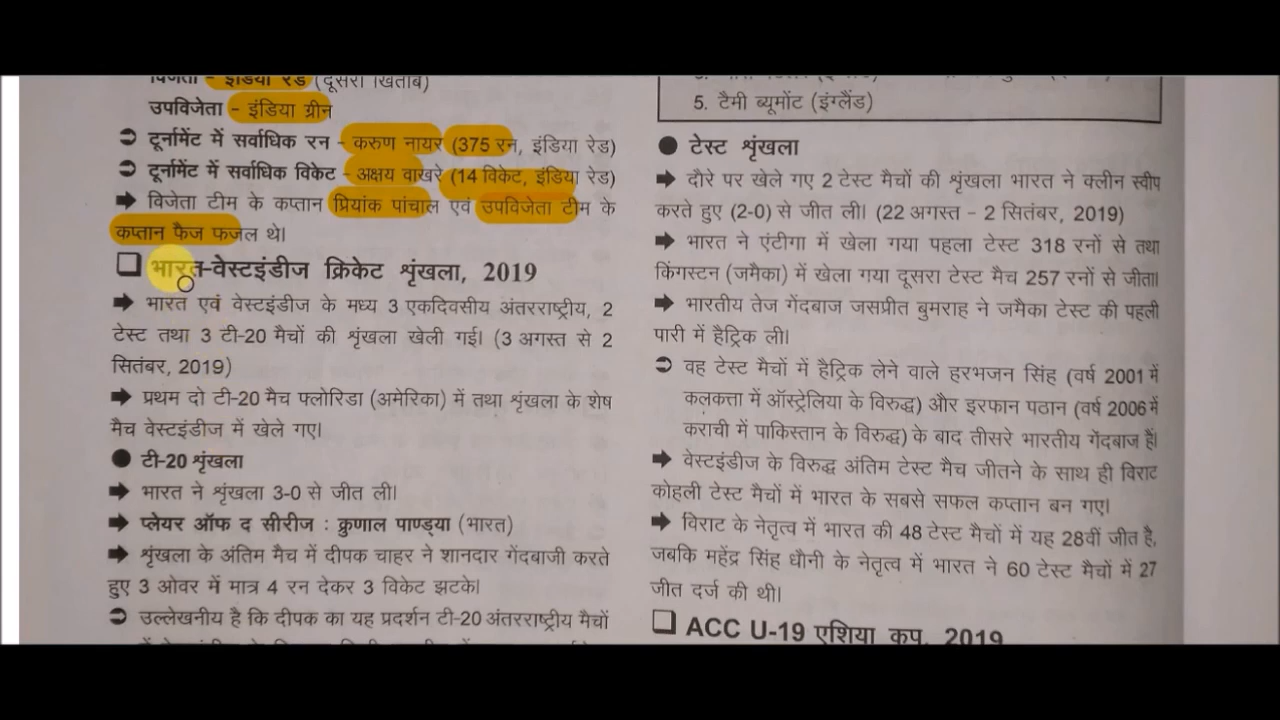 विजेता - इंडिया रेड (दूसरा खिताब)
उपविजेता - इंडिया ग्रीन
➲ टूर्नामेंट में सर्वाधिक रन - करुण नायर (375 रन, इंडिया रेड)
➲ टूर्नामेंट में सर्वाधिक विकेट - अक्षय वाखरे (14 विकेट, इंडिया रेड)
➡ विजेता टीम के कप्तान प्रियांक पांचाल एवं उपविजेता टीम के
कप्तान फैज फजल थे।
❑ भारत-वेस्टइंडीज क्रिकेट श्रृंखला, 2019
➡ भारत एवं वेस्टइंडीज के मध्य 3 एकदिवसीय अंतरराष्ट्रीय, 2
टेस्ट तथा 3 टी-20 मैचों की श्रृंखला खेली गई। (3 अगस्त से 2
सितंबर, 2019)
➡ प्रथम दो टी-20 मैच फ्लोरिडा (अमेरिका) में तथा श्रृंखला के शेष
मैच वेस्टइंडीज में खेले गए।
● टी-20 श्रृंखला
➡ भारत ने श्रृंखला 3-0 से जीत ली।
➡ प्लेयर ऑफ द सीरीज : क्रुणाल पाण्ड्या (भारत)
➡ श्रृंखला के अंतिम मैच में दीपक चाहर ने शानदार गेंदबाजी करते
हुए 3 ओवर में मात्र 4 रन देकर 3 विकेट झटके।
➲ उल्लेखनीय है कि दीपक का यह प्रदर्शन टी-20 अंतरराष्ट्रीय मैचों
5. टैमी ब्यूमोंट (इंग्लैंड)
● टेस्ट श्रृंखला
➡ दौरे पर खेले गए 2 टेस्ट मैचों की श्रृंखला भारत ने क्लीन स्वीप
करते हुए (2-0) से जीत ली। (22 अगस्त - 2 सितंबर, 2019)
➡ भारत ने एंटीगा में खेला गया पहला टेस्ट 318 रनों से तथा
किंगस्टन (जमैका) में खेला गया दूसरा टेस्ट मैच 257 रनों से जीता।
➡ भारतीय तेज गेंदबाज जसप्रीत बुमराह ने जमैका टेस्ट की पहली
पारी में हैट्रिक ली।
➲ वह टेस्ट मैचों में हैट्रिक लेने वाले हरभजन सिंह (वर्ष 2001 में
कलकत्ता में ऑस्ट्रेलिया के विरुद्ध) और इरफान पठान (वर्ष 2006 में
कराची में पाकिस्तान के विरुद्ध) के बाद तीसरे भारतीय गेंदबाज हैं।
➡ वेस्टइंडीज के विरुद्ध अंतिम टेस्ट मैच जीतने के साथ ही विराट
कोहली टेस्ट मैचों में भारत के सबसे सफल कप्तान बन गए।
➡ विराट के नेतृत्व में भारत की 48 टेस्ट मैचों में यह 28वीं जीत है,
जबकि महेंद्र सिंह धौनी के नेतृत्व में भारत ने 60 टेस्ट मैचों में 27
जीत दर्ज की थी।
❑ ACC U-19 एशिया कप, 2019